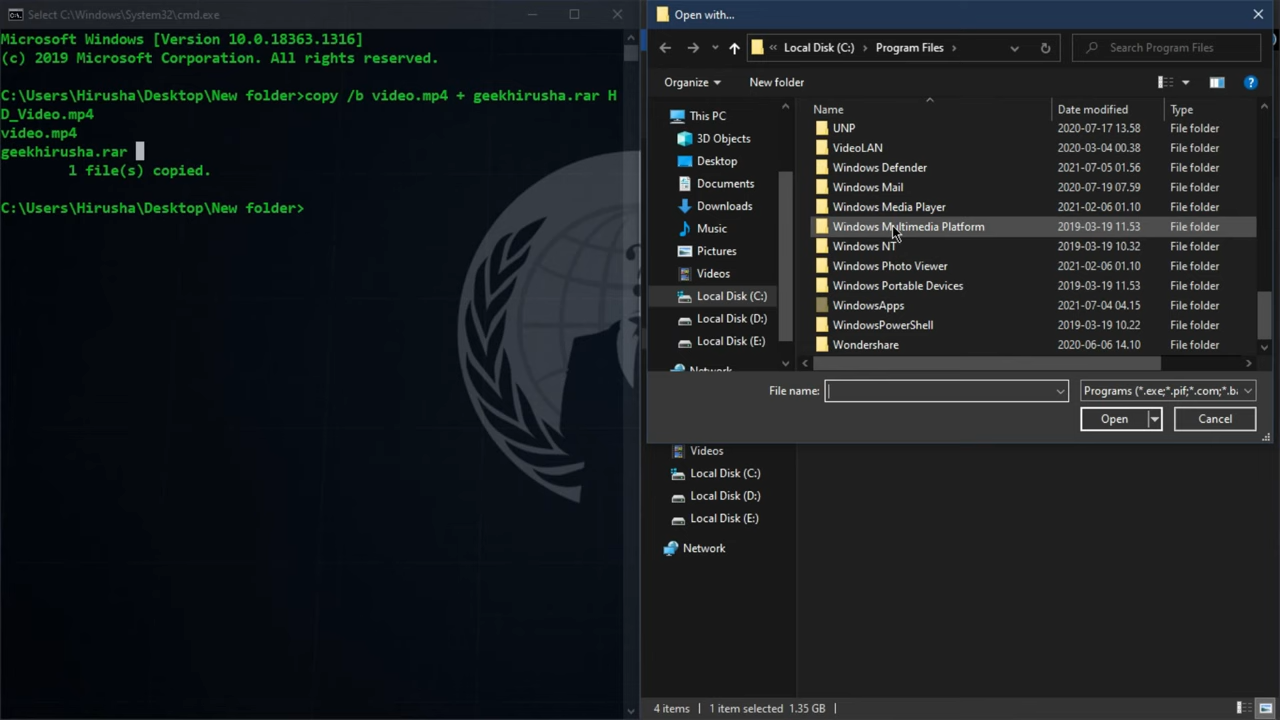 Select C:\Windows\System32\cmd.exe
Microsoft Windows [Version 10.0.18363.1316]
(c) 2019 Microsoft Corporation. All rights reserved.
C:\Users\Hirusha\Desktop\New folder>copy /b video.mp4 + geekhirusha.rar H
D_Video.mp4
video.mp4
geekhirusha.rar
1 file(s) copied.
C:\Users\Hirusha\Desktop\New folder>
Open with...
« Local Disk (C:) > Program Files >
Search Program Files
Organize
New folder
This PC
3D Objects
Desktop
Documents
Downloads
Music
Pictures
Videos
Local Disk (C:)
Local Disk (D:)
Local Disk (E:)
Network
Name Date modified Type
UNP 2020-07-17 13.58 File folder
VideoLAN 2020-03-04 00.38 File folder
Windows Defender 2021-07-05 01.56 File folder
Windows Mail 2020-07-19 07.59 File folder
Windows Media Player 2021-02-06 01.10 File folder
Windows Multimedia Platform 2019-03-19 11.53 File folder
Windows NT 2019-03-19 10.32 File folder
Windows Photo Viewer 2021-02-06 01.10 File folder
Windows Portable Devices 2019-03-19 11.53 File folder
WindowsApps 2021-07-04 04.15 File folder
WindowsPowerShell 2019-03-19 10.22 File folder
Wondershare 2020-06-06 14.10 File folder
File name:
Programs (*.exe;*.pif;*.com;*.ba
Open
Cancel
Videos
Local Disk (C:)
Local Disk (D:)
Local Disk (E:)
Network
4 items 1 item selected 1.35 GB